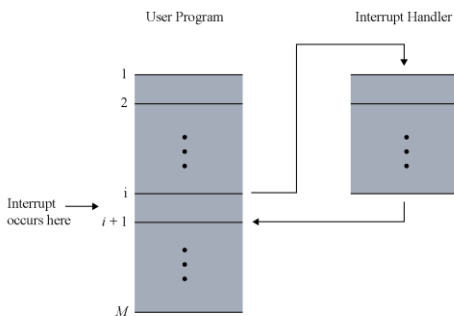 User Program
Interrupt Handler
1
2
i
Interrupt
occurs here
i + 1
M